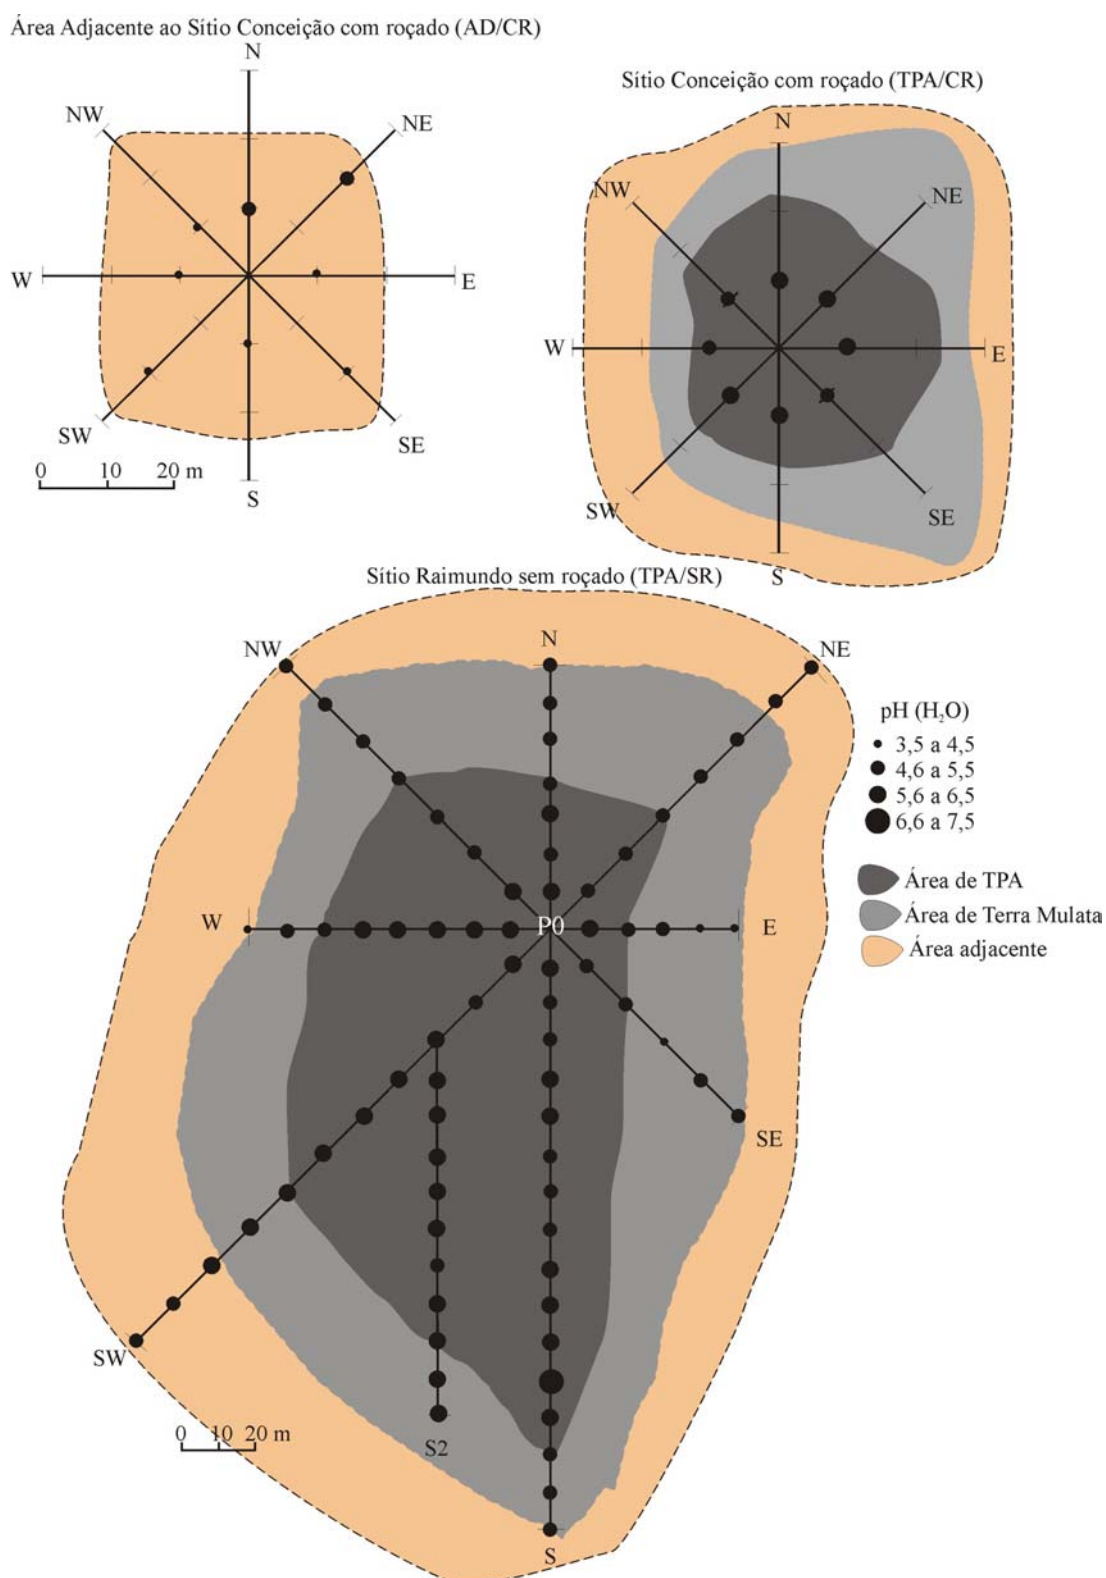 Área Adjacente ao Sítio Conceição com roçado (AD/CR)
N
NW
NE
W
E
SW
SE
S
0 10 20 m
Sítio Conceição com roçado (TPA/CR)
N
NW
NE
W
E
SW
SE
S
Sítio Raimundo sem roçado (TPA/SR)
NW
N
NE
W
P0
E
SE
SW
S2
S
0 10 20 m
pH (H₂O)
3,5 a 4,5
4,6 a 5,5
5,6 a 6,5
6,6 a 7,5
Área de TPA
Área de Terra Mulata
Área adjacente